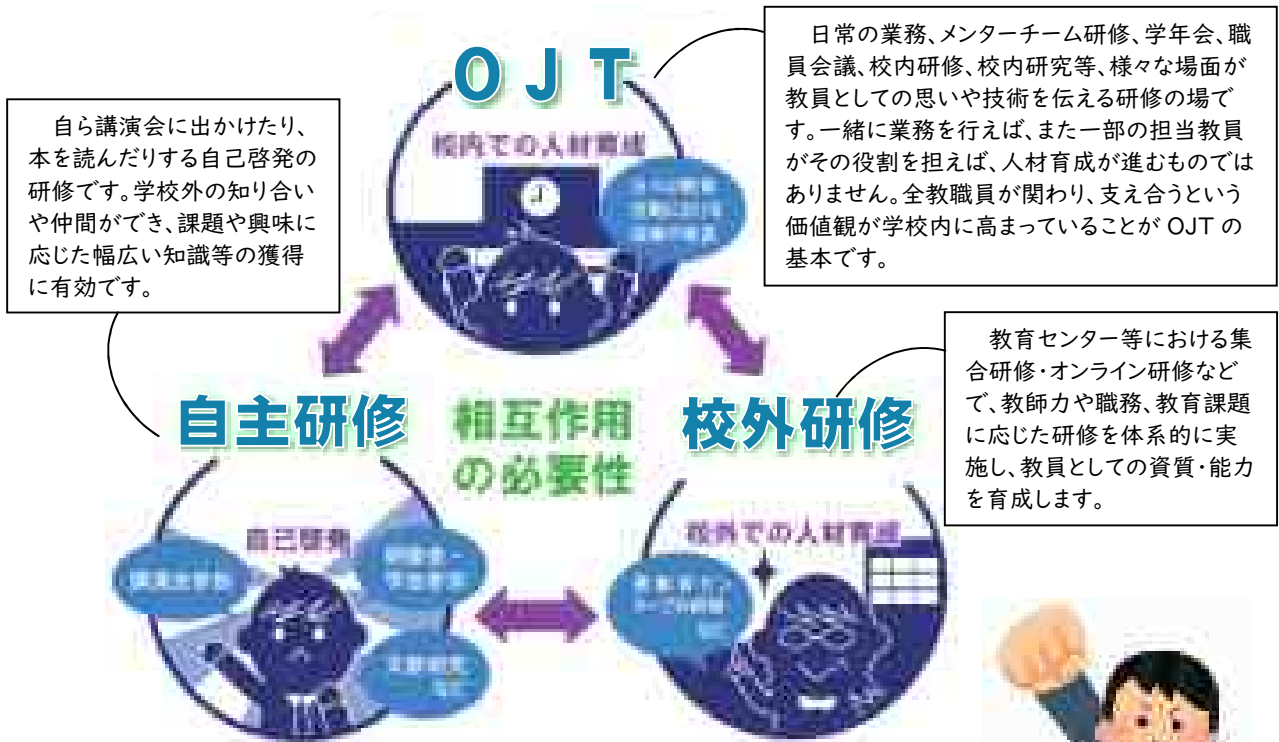 OJT
校内での人材育成
日常の業務、メンターチーム研修、学年会、職
員会議、校内研修、校内研究等、様々な場面が
教員としての思いや技術を伝える研修の場で
す。一緒に業務を行えば、また一部の担当教員
がその役割を担えば、人材育成が進むものでは
ありません。全教職員が関わり、支え合うという
価値観が学校内に高まっていることが OJT の
基本です。
自ら講演会に出かけたり、
本を読んだりする自己啓発の
研修です。学校外の知り合い
や仲間ができ、課題や興味に
応じた幅広い知識等の獲得
に有効です。
教育センター等における集
合研修・オンライン研修など
で、教師力や職務、教育課題
に応じた研修を体系的に実
施し、教員としての資質・能力
を育成します。
自主研修
相互作用
の必要性
校外研修
自己啓発
校外での人材育成